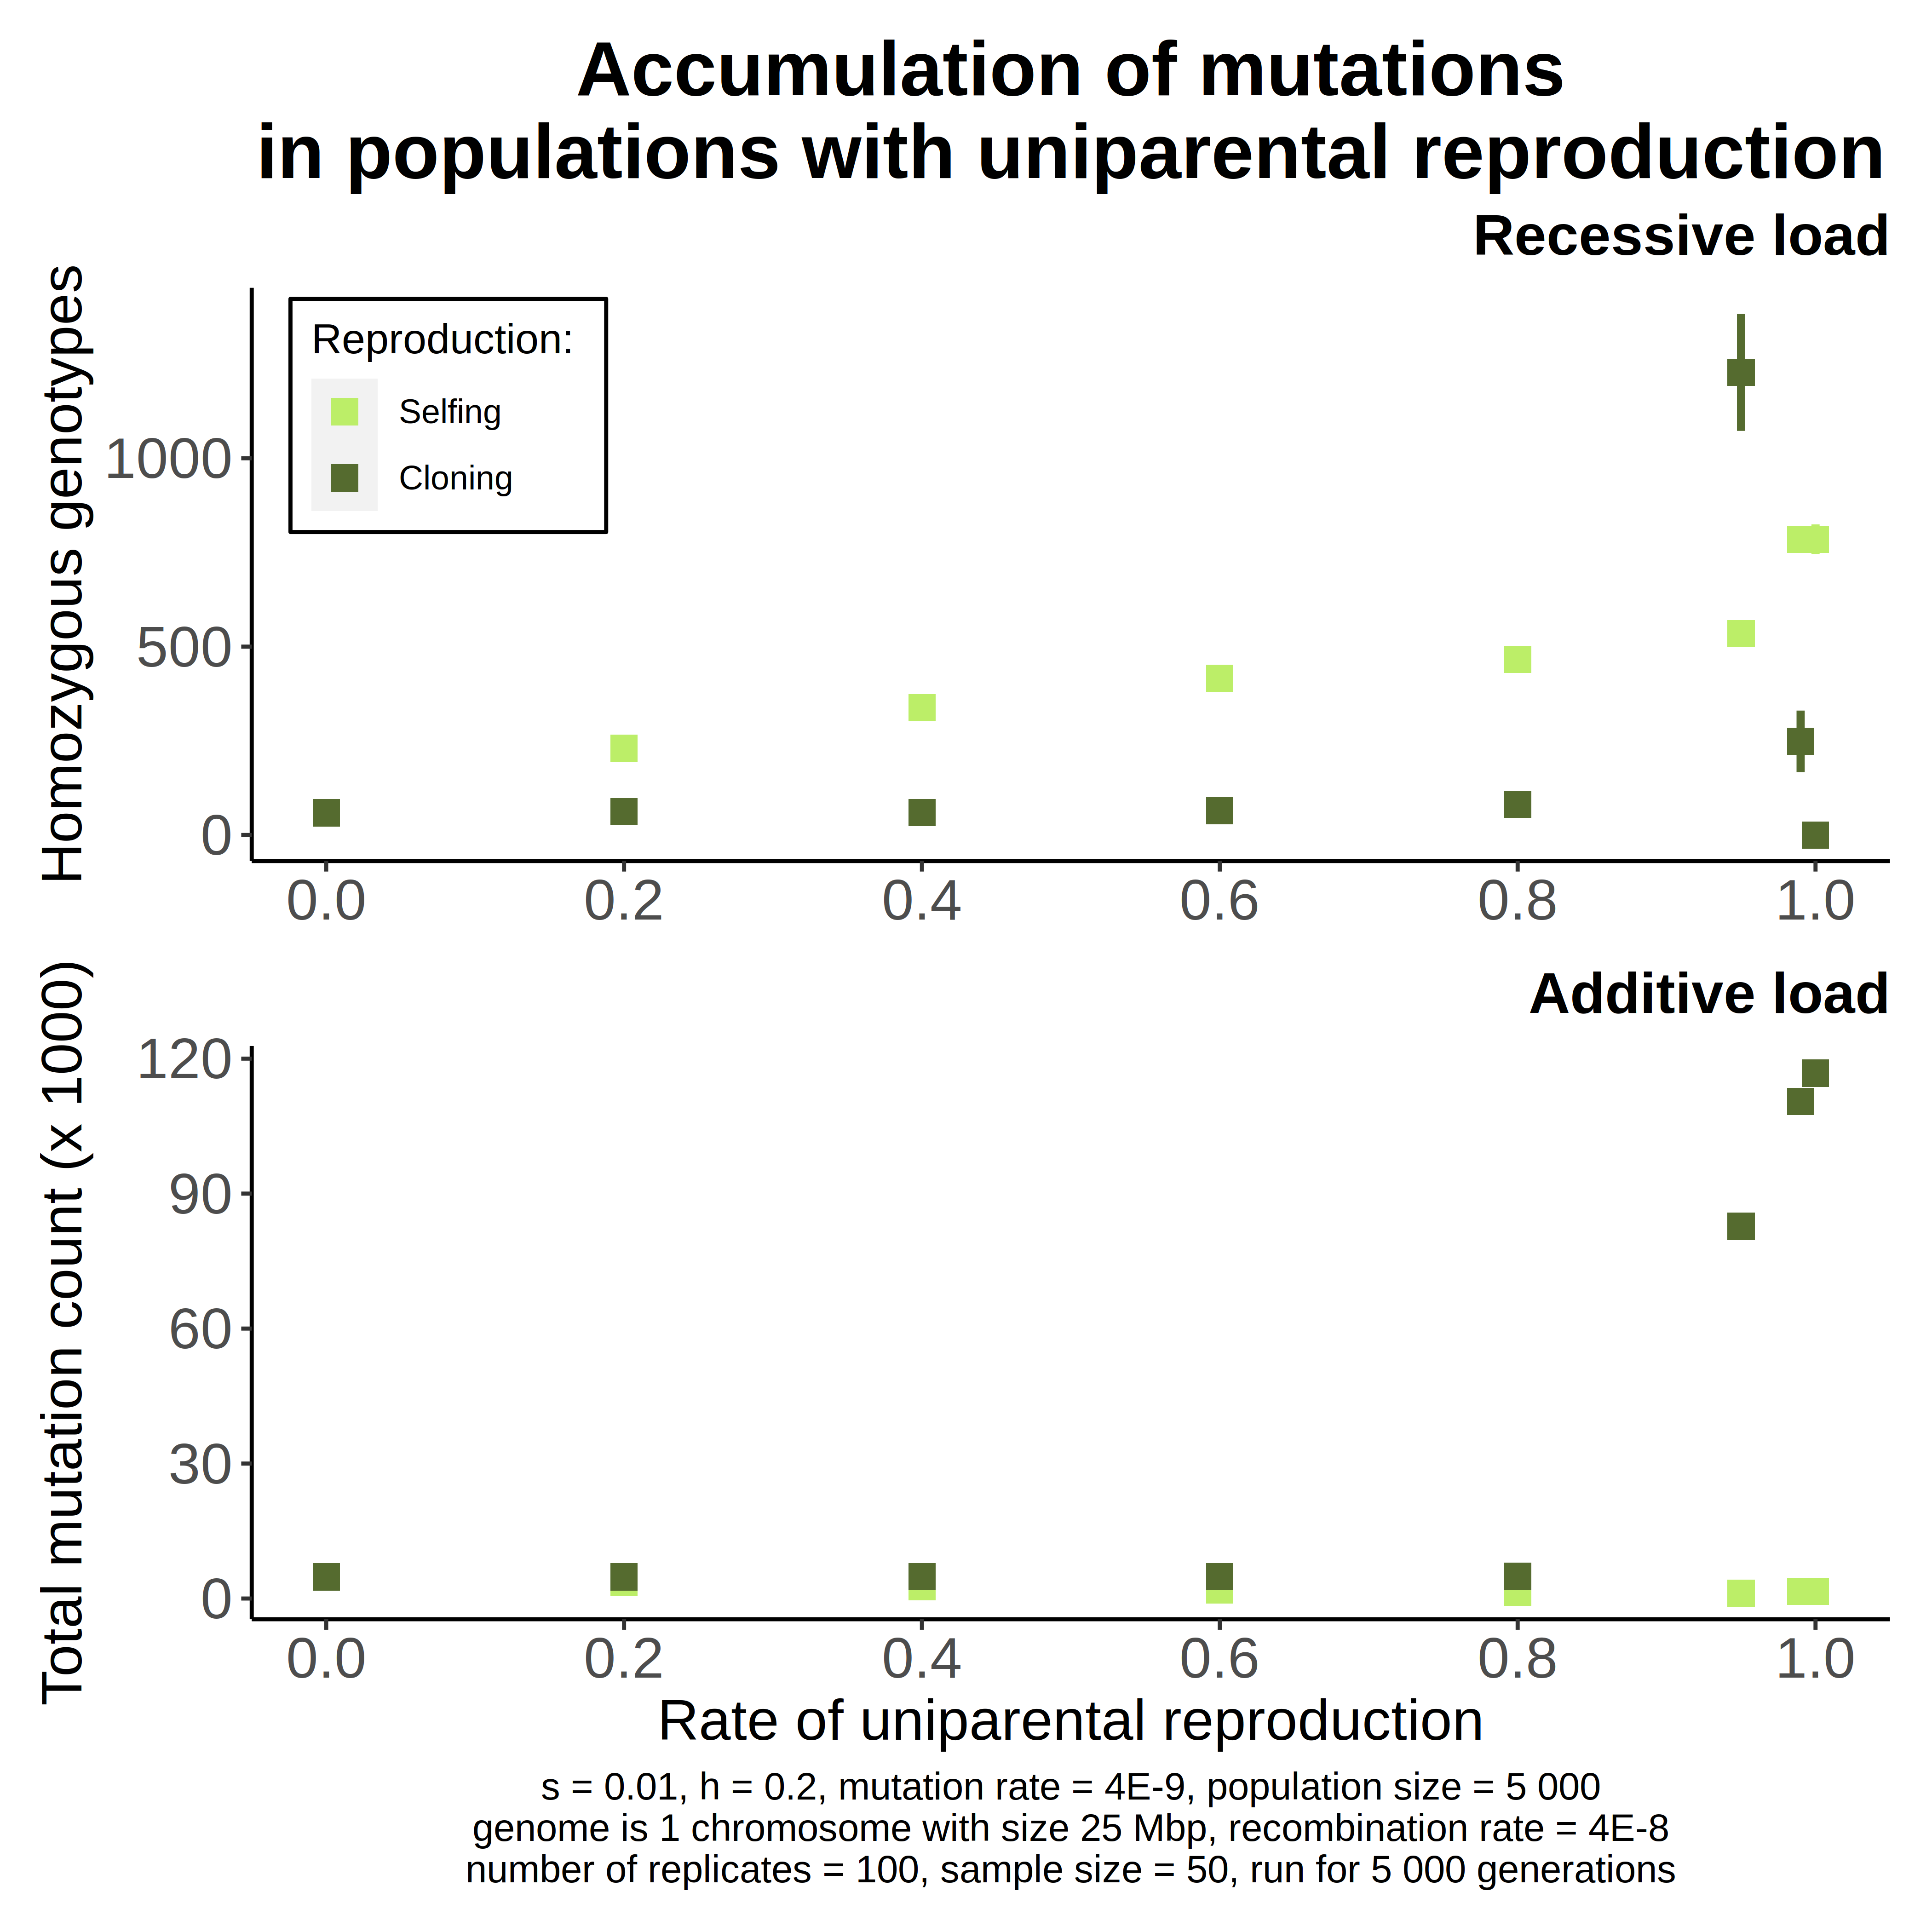 Accumulation of mutations
in populations with uniparental reproduction
Recessive load
Homozygous genotypes
1000
500
0
Reproduction:
Selfing
Cloning
0.0 0.2 0.4 0.6 0.8 1.0
Additive load
Total mutation count (x 1000)
120
90
60
30
0
0.0 0.2 0.4 0.6 0.8 1.0
Rate of uniparental reproduction
s = 0.01, h = 0.2, mutation rate = 4E-9, population size = 5 000
genome is 1 chromosome with size 25 Mbp, recombination rate = 4E-8
number of replicates = 100, sample size = 50, run for 5 000 generations